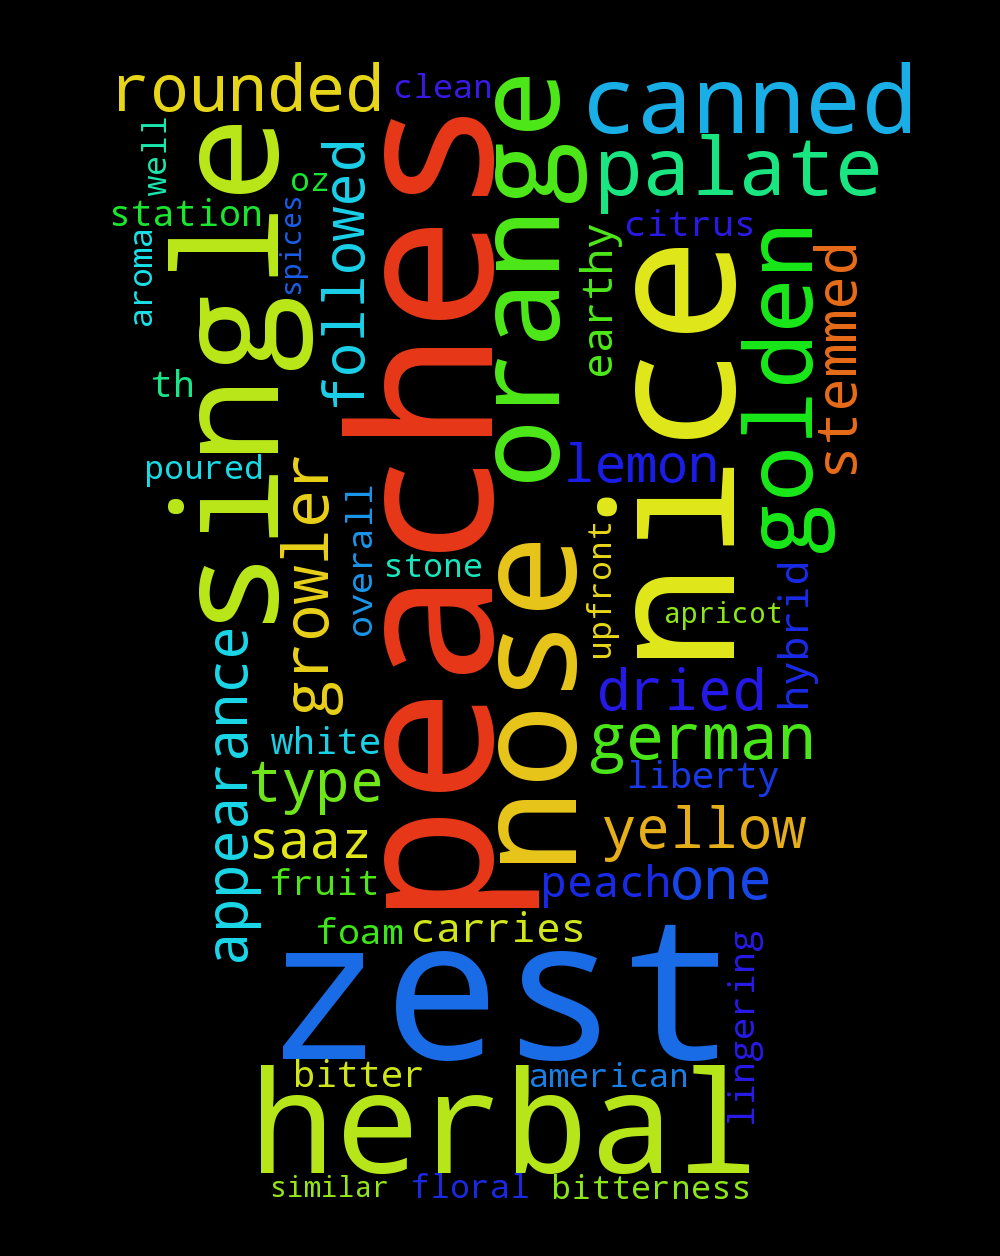 rounded
clean
canned
well
single
followed
peaches
orange
palate
oz
station
spices
aroma
citrus
earthy
nice
golden
stemmed
th
poured
lemon
growler
overall
stone
nose
upfront
apricot
hybrid
appearance
dried
german
white
type
liberty
saaz
yellow
fruit
peach
one
foam
carries
zest
lingering
bitter
american
herbal
similar
floral
bitterness